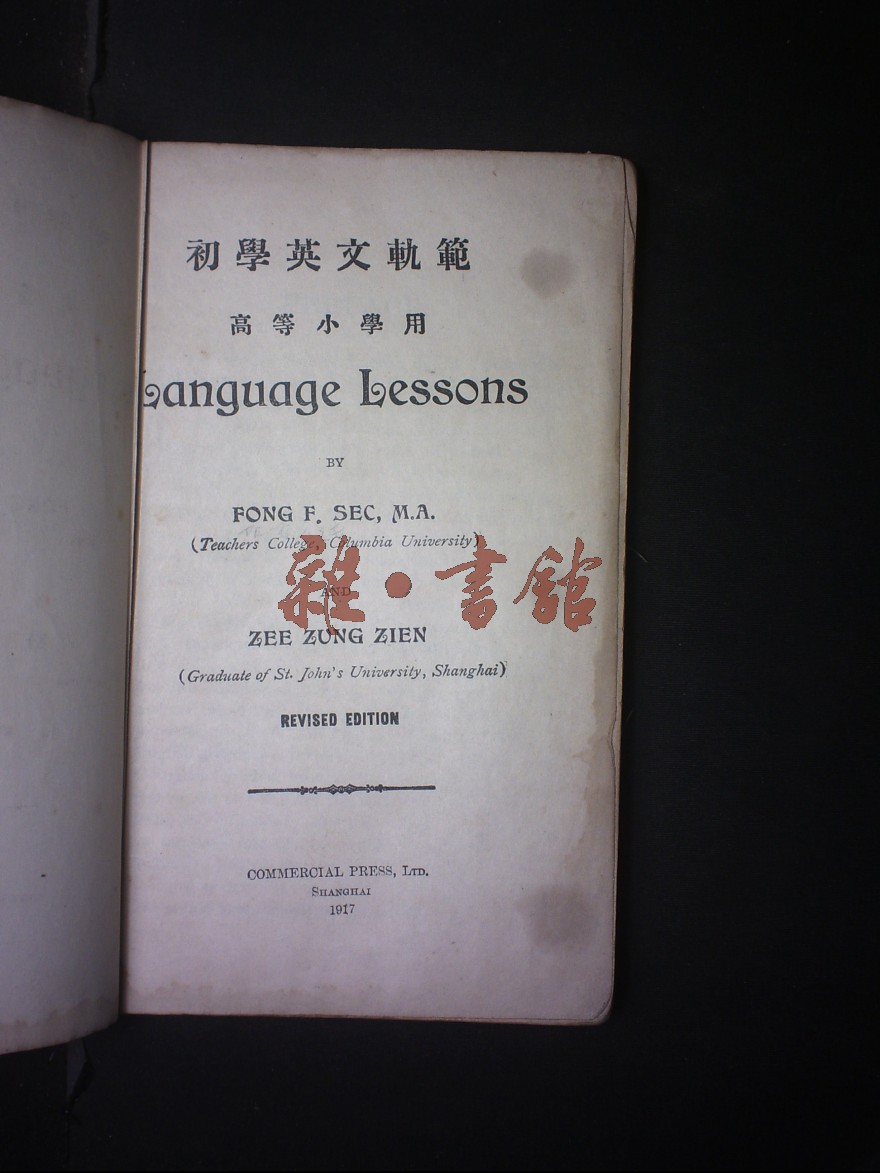 初學英文軌範
高等小學用
Language Lessons
BY
FONG F. SEC, M.A.
(Teachers College, Columbia University)
AND
雜·書館
ZEE ZUNG ZIEN
(Graduate of St. John's University, Shanghai)
REVISED EDITION
COMMERCIAL PRESS, LTD.
SHANGHAI
1917